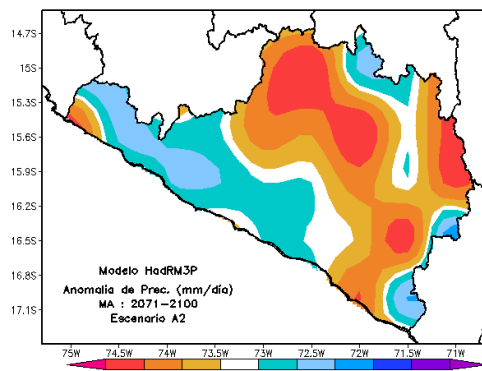 14.7S
15S
15.3S
15.6S
15.9S
16.2S
16.5S
16.8S
17.1S
Modelo HadRM3P
Anomalia de Prec. (mm/día)
MA : 2071-2100
Escenario A2
75W 74.5W 74W 73.5W 73W 72.5W 72W 71.5W 71W